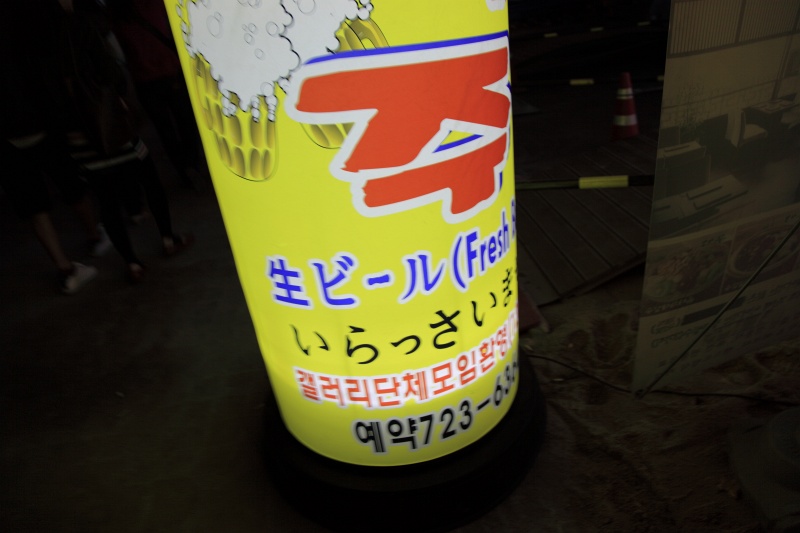 주
生ビール(Fresh
いらっさいま
갤러리단체모임환영(
예약723-63